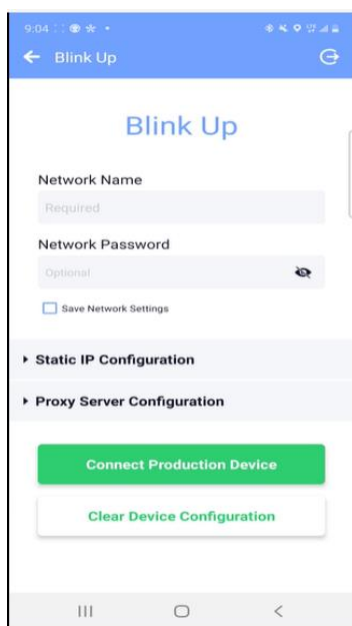 9:04
Blink Up
Blink Up
Network Name
Required
Network Password
Optional
Save Network Settings
Static IP Configuration
Proxy Server Configuration
Connect Production Device
Clear Device Configuration